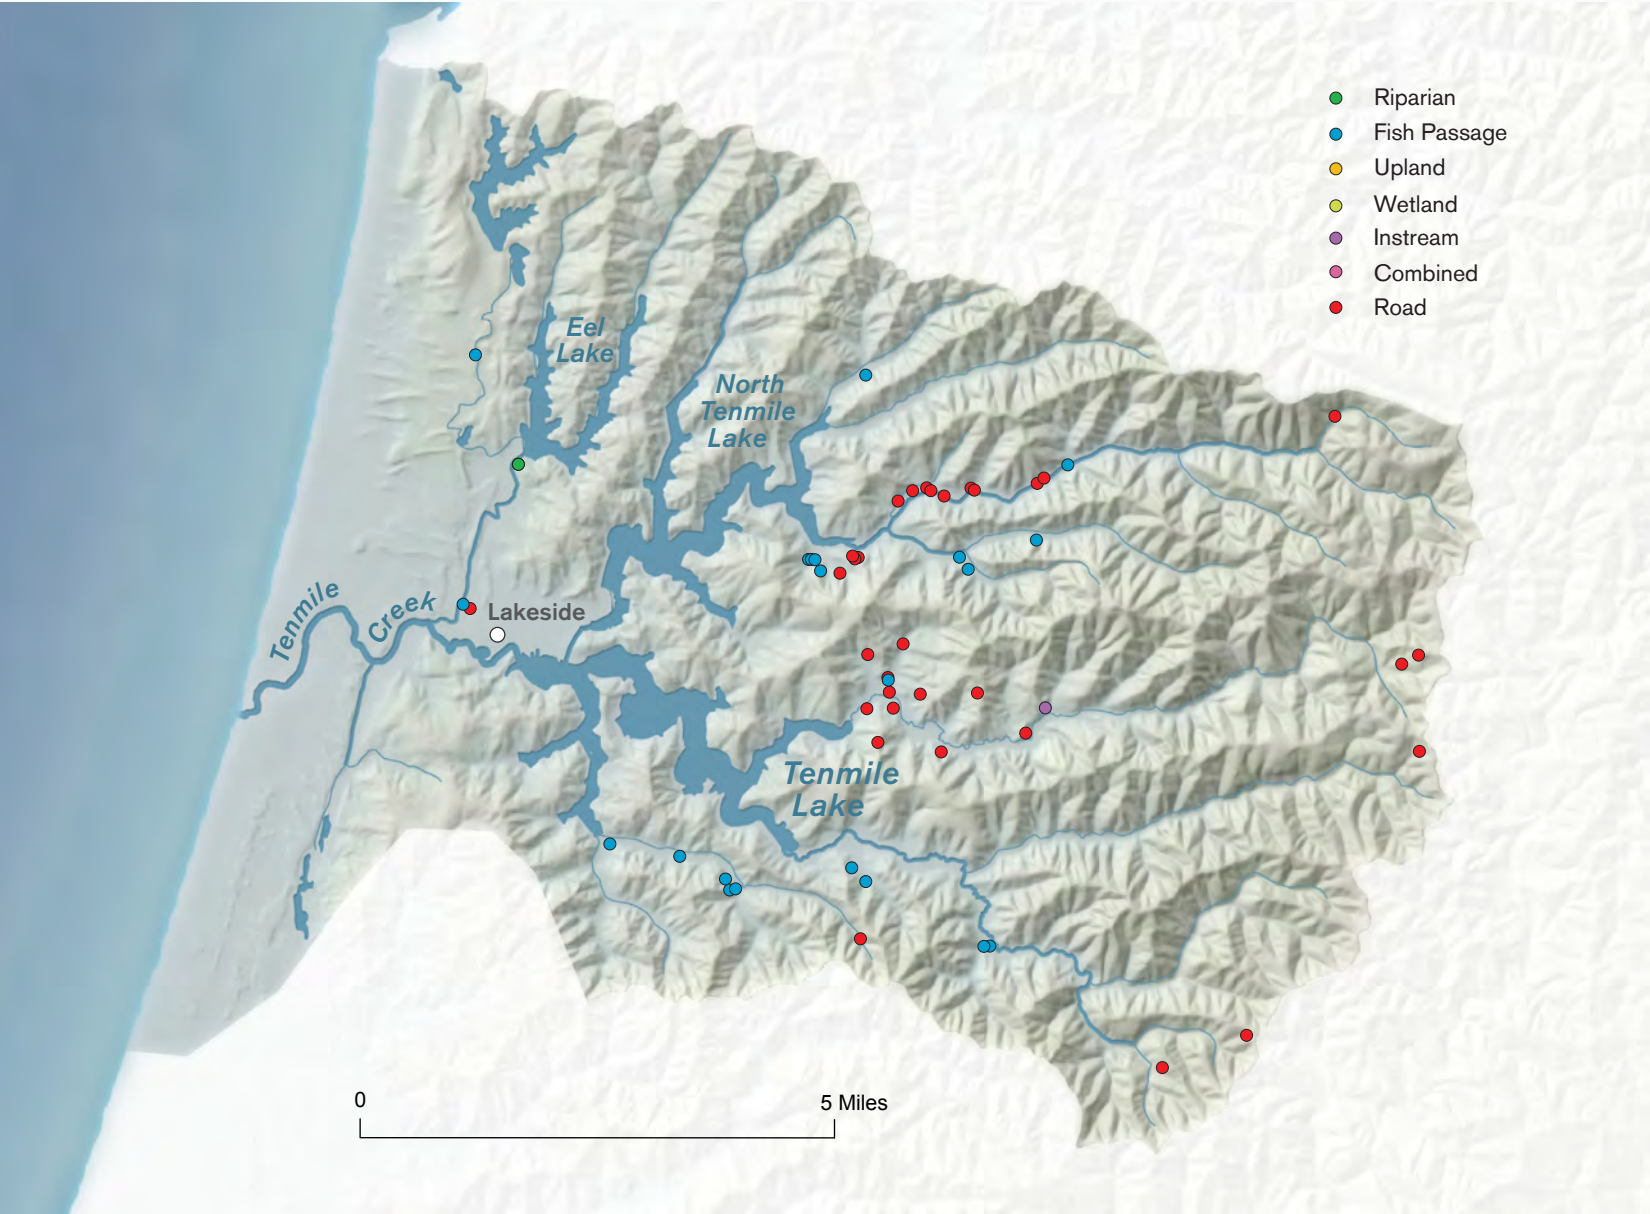 Riparian
Fish Passage
Upland
Wetland
Instream
Combined
Road
Eel
Lake
North
Tenmile
Lake
Tenmile Creek
Lakeside
Tenmile
Lake
0
5 Miles